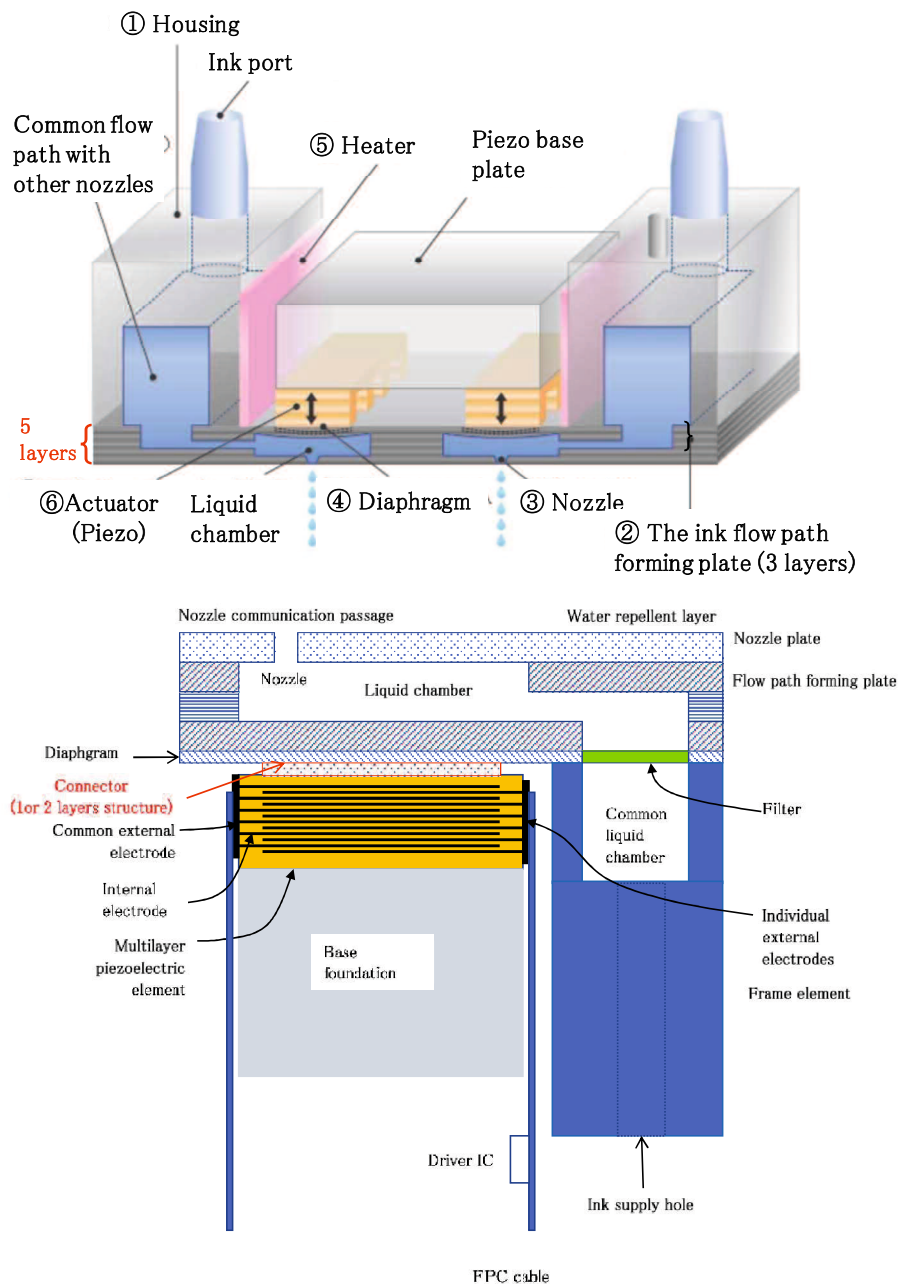 ① Housing
Ink port
Common flow
path with
other nozzles
⑤ Heater
Piezo base
plate
5
layers
⑥Actuator
(Piezo)
Liquid
chamber
④ Diaphragm
③ Nozzle
② The ink flow path
forming plate (3 layers)
Nozzle communication passage
Water repellent layer
Nozzle plate
Nozzle
Liquid chamber
Flow path forming plate
Diaphgram
Connector
(1or 2 layers structure)
Common external
electrode
Filter
Common
liquid
chamber
Internal
electrode
Multilayer
piezoelectric
element
Base
foundation
Individual
external
electrodes
Frame element
Driver IC
Ink supply hole
FPC cable